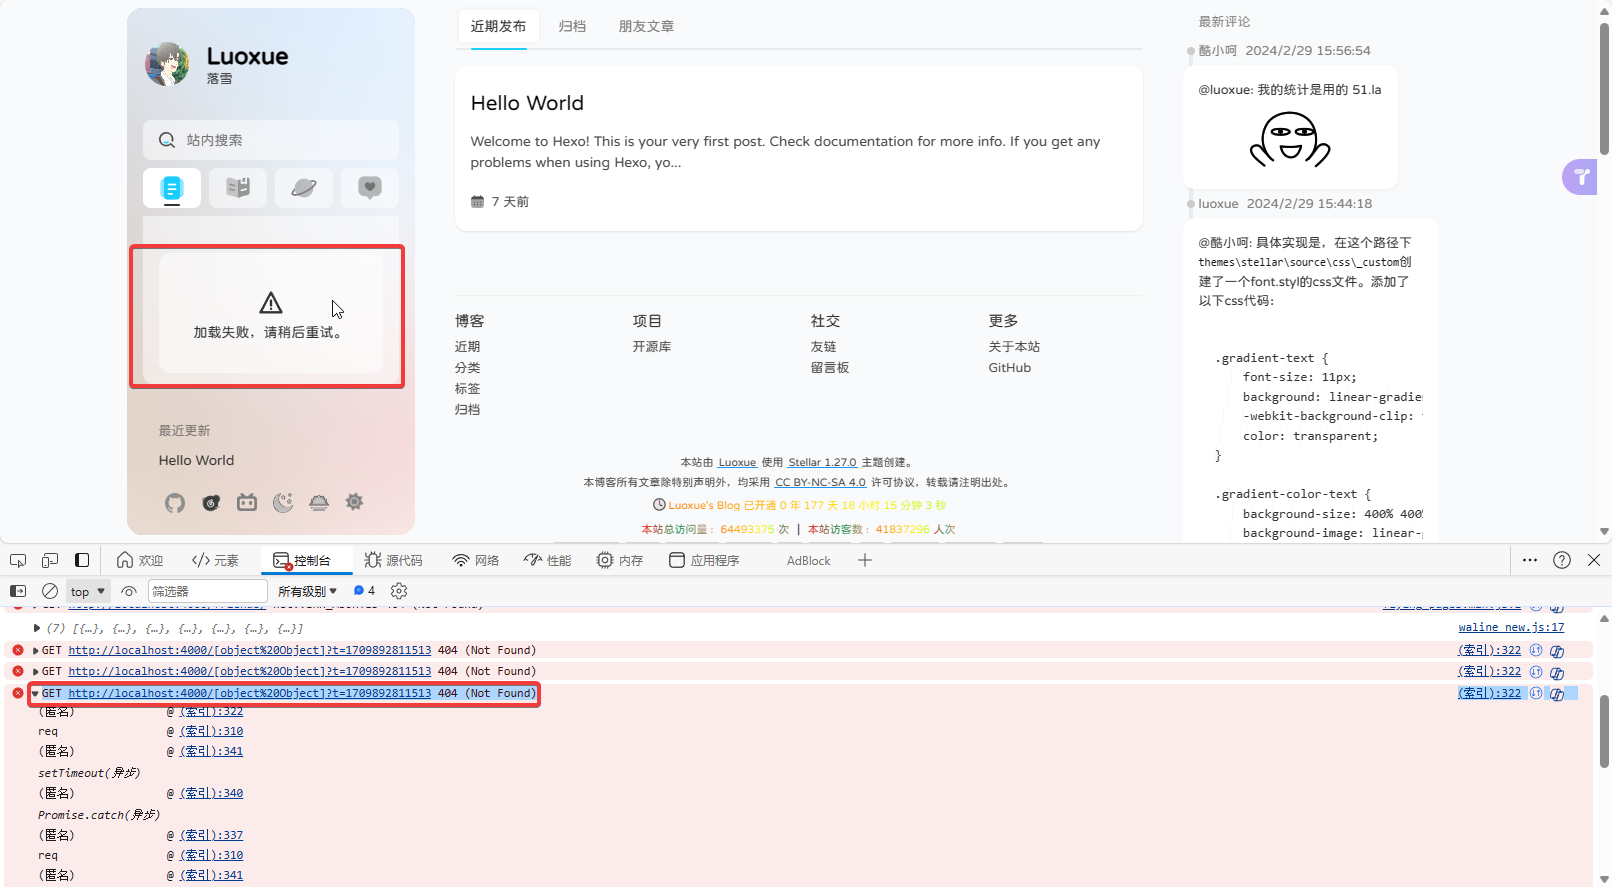 Luoxue
落雪
站内搜索
加载失败，请稍后重试。
最近更新
Hello World
近期发布 归档 朋友文章
Hello World
Welcome to Hexo! This is your very first post. Check documentation for more info. If you get any
problems when using Hexo, yo...
7 天前
博客 项目 社交 更多
近期 开源库 友链 关于本站
分类 留言板 GitHub
标签
归档
本站由 Luoxue 使用 Stellar 1.27.0 主题创建。
本博客所有文章除特别声明外，均采用 CC BY-NC-SA 4.0 许可协议，转载请注明出处。
Luoxue's Blog 已开通 0 年 177 天 18 小时 15 分钟 3 秒
本站总访问量：64493375 次 | 本站访客数：41837296 人次
最新评论
酷小呵 2024/2/29 15:56:54
@luoxue: 我的统计是用的 51.la
luoxue 2024/2/29 15:44:18
@酷小呵: 具体实现是，在这个路径下
themes\stellar\source\css\_custom创
建了一个font.styl的css文件。添加了
以下css代码：
.gradient-text {
font-size: 11px;
background: linear-gradie
-webkit-background-clip:
color: transparent;
}
.gradient-color-text {
background-size: 400% 400
background-image: linear-
欢迎 元素 控制台 源代码 网络 性能 内存 应用程序 AdBlock
top 筛选器 所有级别 4
(7) [{…}, {…}, {…}, {…}, {…}, {…}, {…}] waline_new.js:17
GET http://localhost:4000/[object%20Object]?t=1709892811513 404 (Not Found) (索引):322
GET http://localhost:4000/[object%20Object]?t=1709892811513 404 (Not Found) (索引):322
GET http://localhost:4000/[object%20Object]?t=1709892811513 404 (Not Found) (索引):322
(匿名) @ (索引):322
req @ (索引):310
(匿名) @ (索引):341
setTimeout(异步)
(匿名) @ (索引):340
Promise.catch(异步)
(匿名) @ (索引):337
req @ (索引):310
(匿名) @ (索引):341